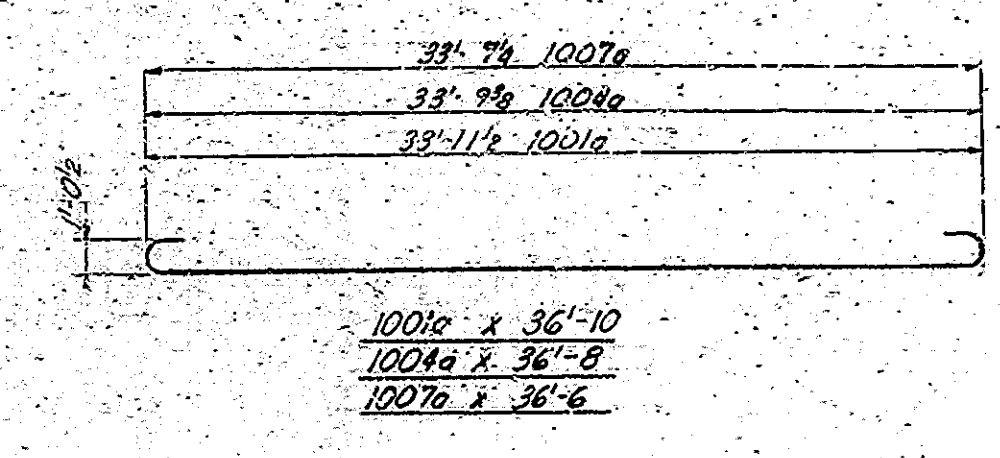 33'-7¼ 1007a
33'-9⅜ 1004a
33'-11½ 1001a
1'-0½
1001a x 36'-10
1004a x 36'-8
1007a x 36'-6